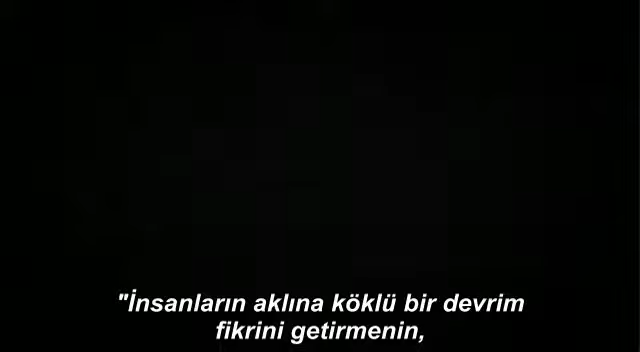 "İnsanların aklına köklü bir devrim
fikrini getirmenin,